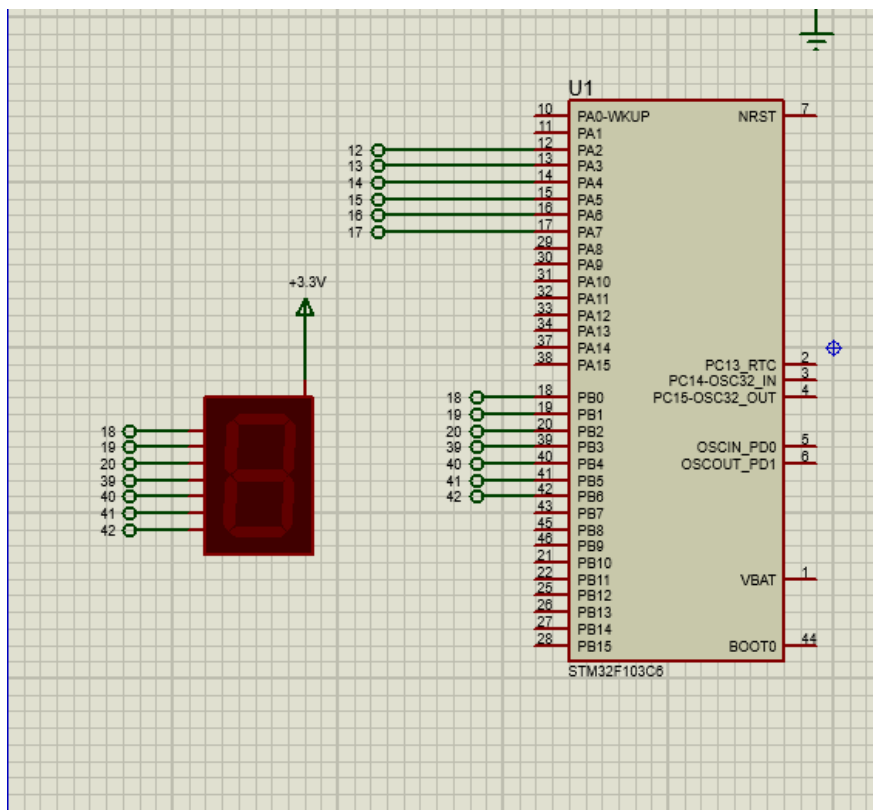 U1
10 PA0-WKUP NRST 7
11 PA1
12 12 PA2
13 13 PA3
14 14 PA4
15 15 PA5
16 16 PA6
17 17 PA7
29 PA8
30 PA9
31 PA10
32 PA11
33 PA12
34 PA13
37 PA14
38 PA15
PC13_RTC 2
PC14-OSC32_IN 3
PC15-OSC32_OUT 4
18 18 PB0
19 19 PB1
20 20 PB2
39 39 PB3 OSCIN_PD0 5
40 40 PB4 OSCOUT_PD1 6
41 41 PB5
42 42 PB6
43 PB7
45 PB8
46 PB9
21 PB10
22 PB11 VBAT 1
25 PB12
26 PB13
27 PB14
28 PB15 BOOT0 44
STM32F103C6
+3.3V
18
19
20
39
40
41
42